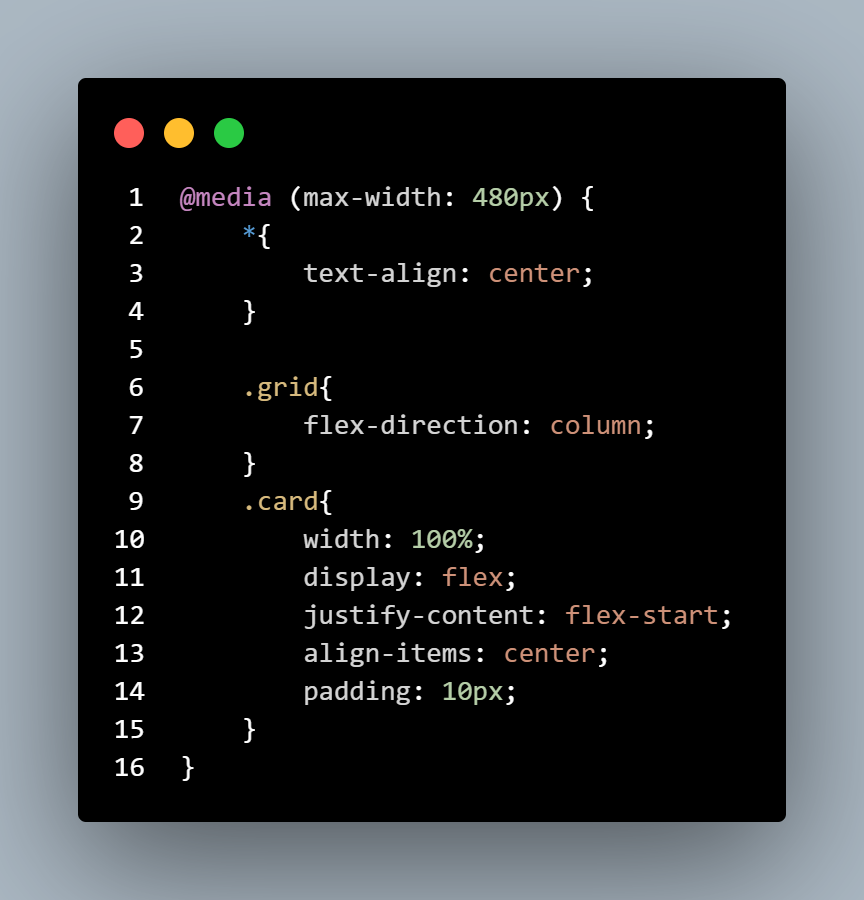 1 @media (max-width: 480px) {
2     *{
3         text-align: center;
4     }
5
6     .grid{
7         flex-direction: column;
8     }
9     .card{
10         width: 100%;
11         display: flex;
12         justify-content: flex-start;
13         align-items: center;
14         padding: 10px;
15     }
16 }